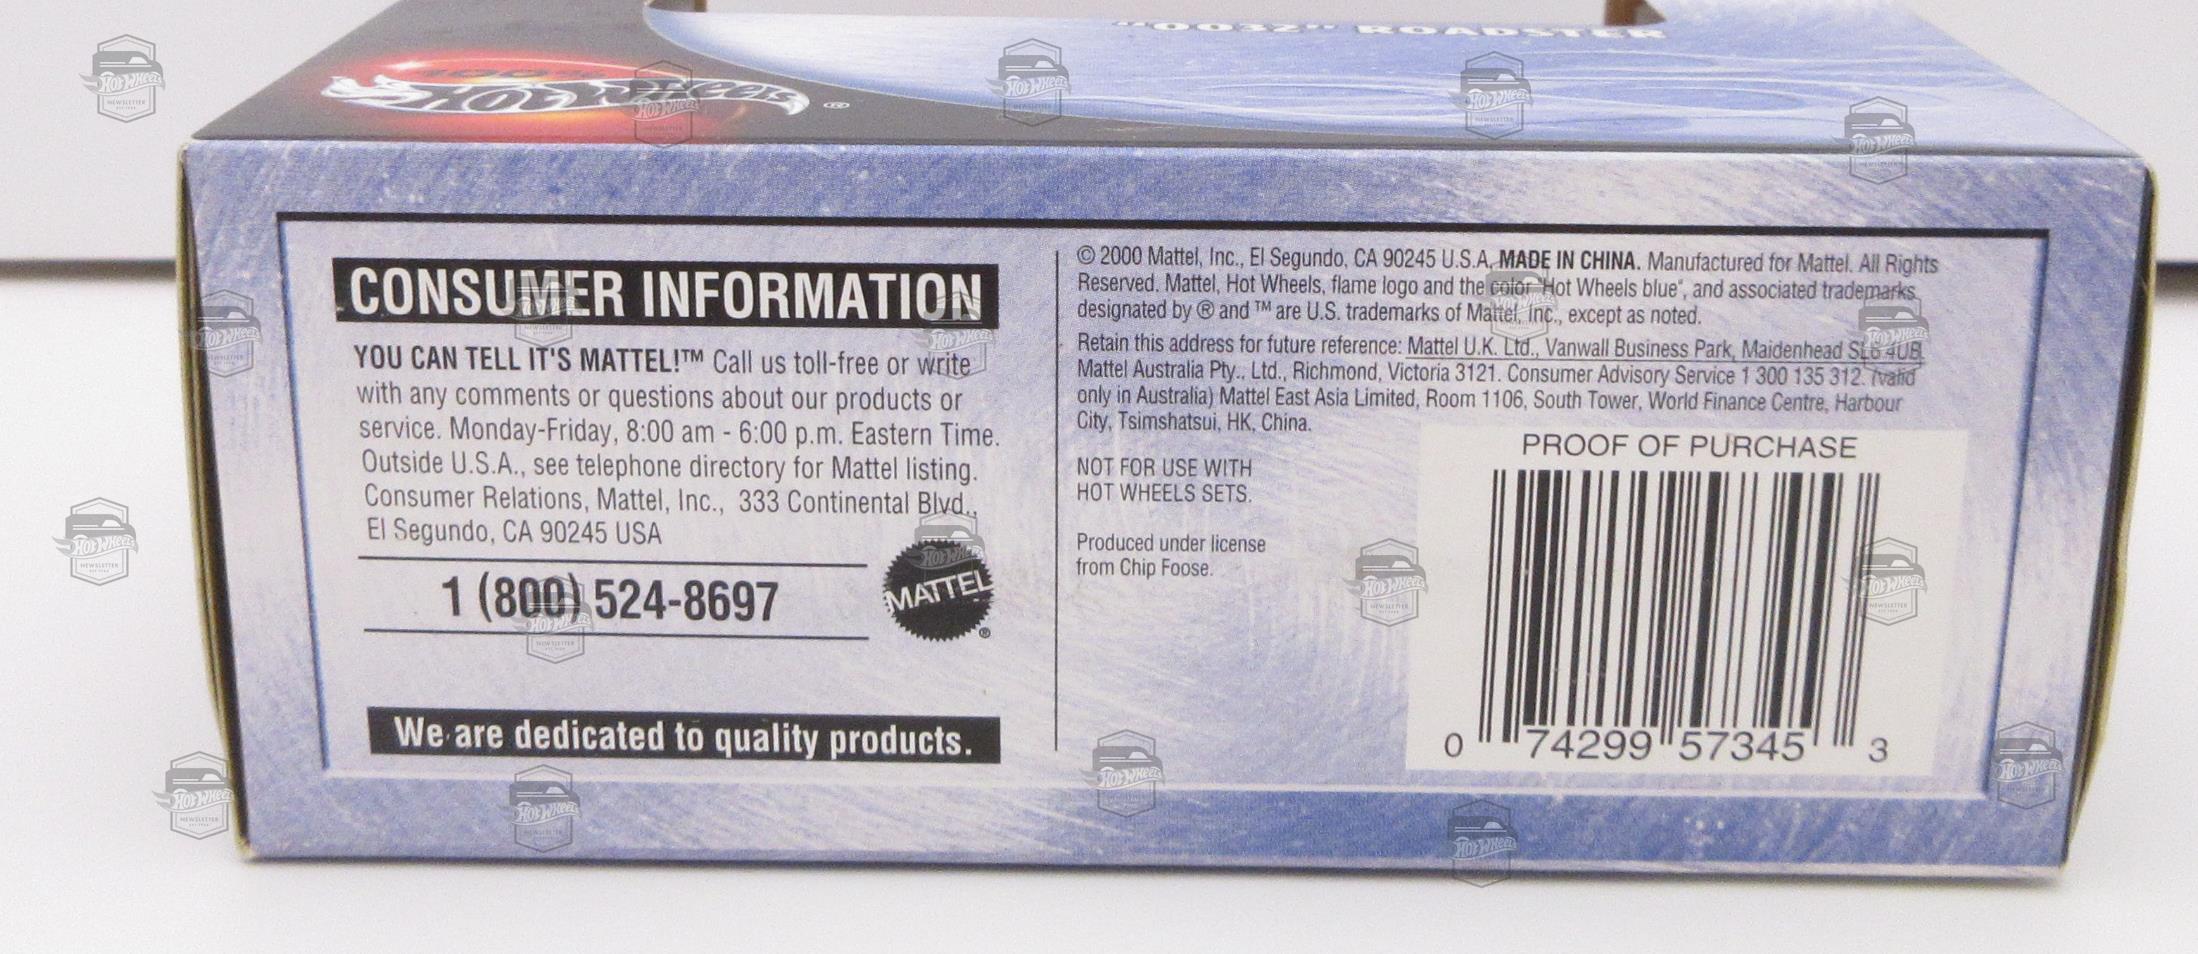 "0032" ROADSTER
100%
Hot Wheels ®
CONSUMER INFORMATION
YOU CAN TELL IT'S MATTEL!™ Call us toll-free or write
with any comments or questions about our products or
service. Monday-Friday, 8:00 am - 6:00 p.m. Eastern Time.
Outside U.S.A., see telephone directory for Mattel listing.
Consumer Relations, Mattel, Inc., 333 Continental Blvd.,
El Segundo, CA 90245 USA
1 (800) 524-8697
MATTEL ®
We are dedicated to quality products.
© 2000 Mattel, Inc., El Segundo, CA 90245 U.S.A. MADE IN CHINA. Manufactured for Mattel. All Rights
Reserved. Mattel, Hot Wheels, flame logo and the color "Hot Wheels blue", and associated trademarks
designated by ® and ™ are U.S. trademarks of Mattel, Inc., except as noted.
Retain this address for future reference: Mattel U.K. Ltd., Vanwall Business Park, Maidenhead SL6 4UB.
Mattel Australia Pty., Ltd., Richmond, Victoria 3121. Consumer Advisory Service 1 300 135 312. (valid
only in Australia) Mattel East Asia Limited, Room 1106, South Tower, World Finance Centre, Harbour
City, Tsimshatsui, HK, China.
NOT FOR USE WITH
HOT WHEELS SETS.
Produced under license
from Chip Foose.
PROOF OF PURCHASE
0 74299 57345 3